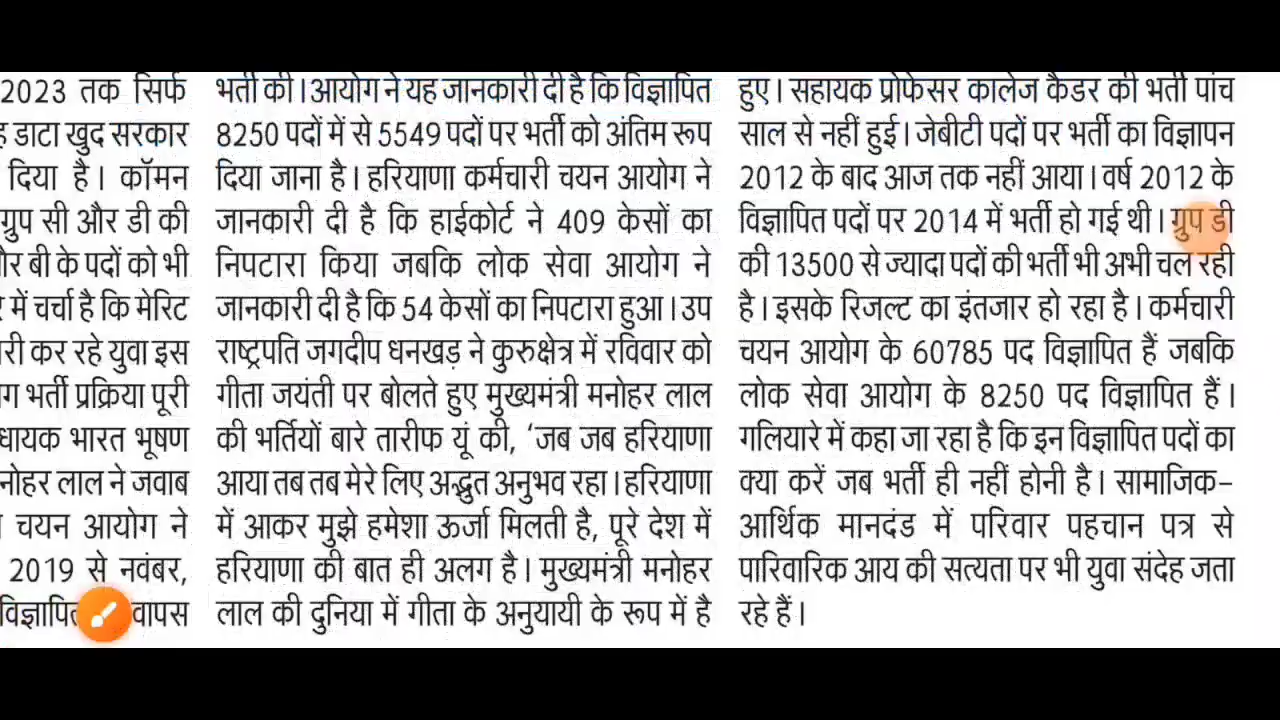 2023 तक सिर्फ
डाटा खुद सरकार
दिया है। कॉमन
ग्रुप सी और डी की
बी के पदों को भी
में चर्चा है कि मेरिट
कर रहे युवा इस
भर्ती प्रक्रिया पूरी
भारत भूषण
लाल ने जवाब
चयन आयोग ने
2019 से नवंबर,
वापस
भर्ती की। आयोग ने यह जानकारी दी है कि विज्ञापित
8250 पदों में से 5549 पदों पर भर्ती को अंतिम रूप
दिया जाना है। हरियाणा कर्मचारी चयन आयोग ने
जानकारी दी है कि हाईकोर्ट ने 409 केसों का
निपटारा किया जबकि लोक सेवा आयोग ने
जानकारी दी है कि 54 केसों का निपटारा हुआ। उप
राष्ट्रपति जगदीप धनखड़ ने कुरुक्षेत्र में रविवार को
गीता जयंती पर बोलते हुए मुख्यमंत्री मनोहर लाल
की भर्तियों बारे तारीफ यूं की, ‘जब जब हरियाणा
आया तब तब मेरे लिए अद्भुत अनुभव रहा। हरियाणा
में आकर मुझे हमेशा ऊर्जा मिलती है, पूरे देश में
हरियाणा की बात ही अलग है। मुख्यमंत्री मनोहर
लाल की दुनिया में गीता के अनुयायी के रूप में है
हुए। सहायक प्रोफेसर कालेज कैडर की भर्ती पांच
साल से नहीं हुई। जेबीटी पदों पर भर्ती का विज्ञापन
2012 के बाद आज तक नहीं आया। वर्ष 2012 के
विज्ञापित पदों पर 2014 में भर्ती हो गई थी। ग्रुप डी
की 13500 से ज्यादा पदों की भर्ती भी अभी चल रही
है। इसके रिजल्ट का इंतजार हो रहा है। कर्मचारी
चयन आयोग के 60785 पद विज्ञापित हैं जबकि
लोक सेवा आयोग के 8250 पद विज्ञापित हैं।
गलियारे में कहा जा रहा है कि इन विज्ञापित पदों का
क्या करें जब भर्ती ही नहीं होनी है। सामाजिक-
आर्थिक मानदंड में परिवार पहचान पत्र से
पारिवारिक आय की सत्यता पर भी युवा संदेह जता
रहे हैं।